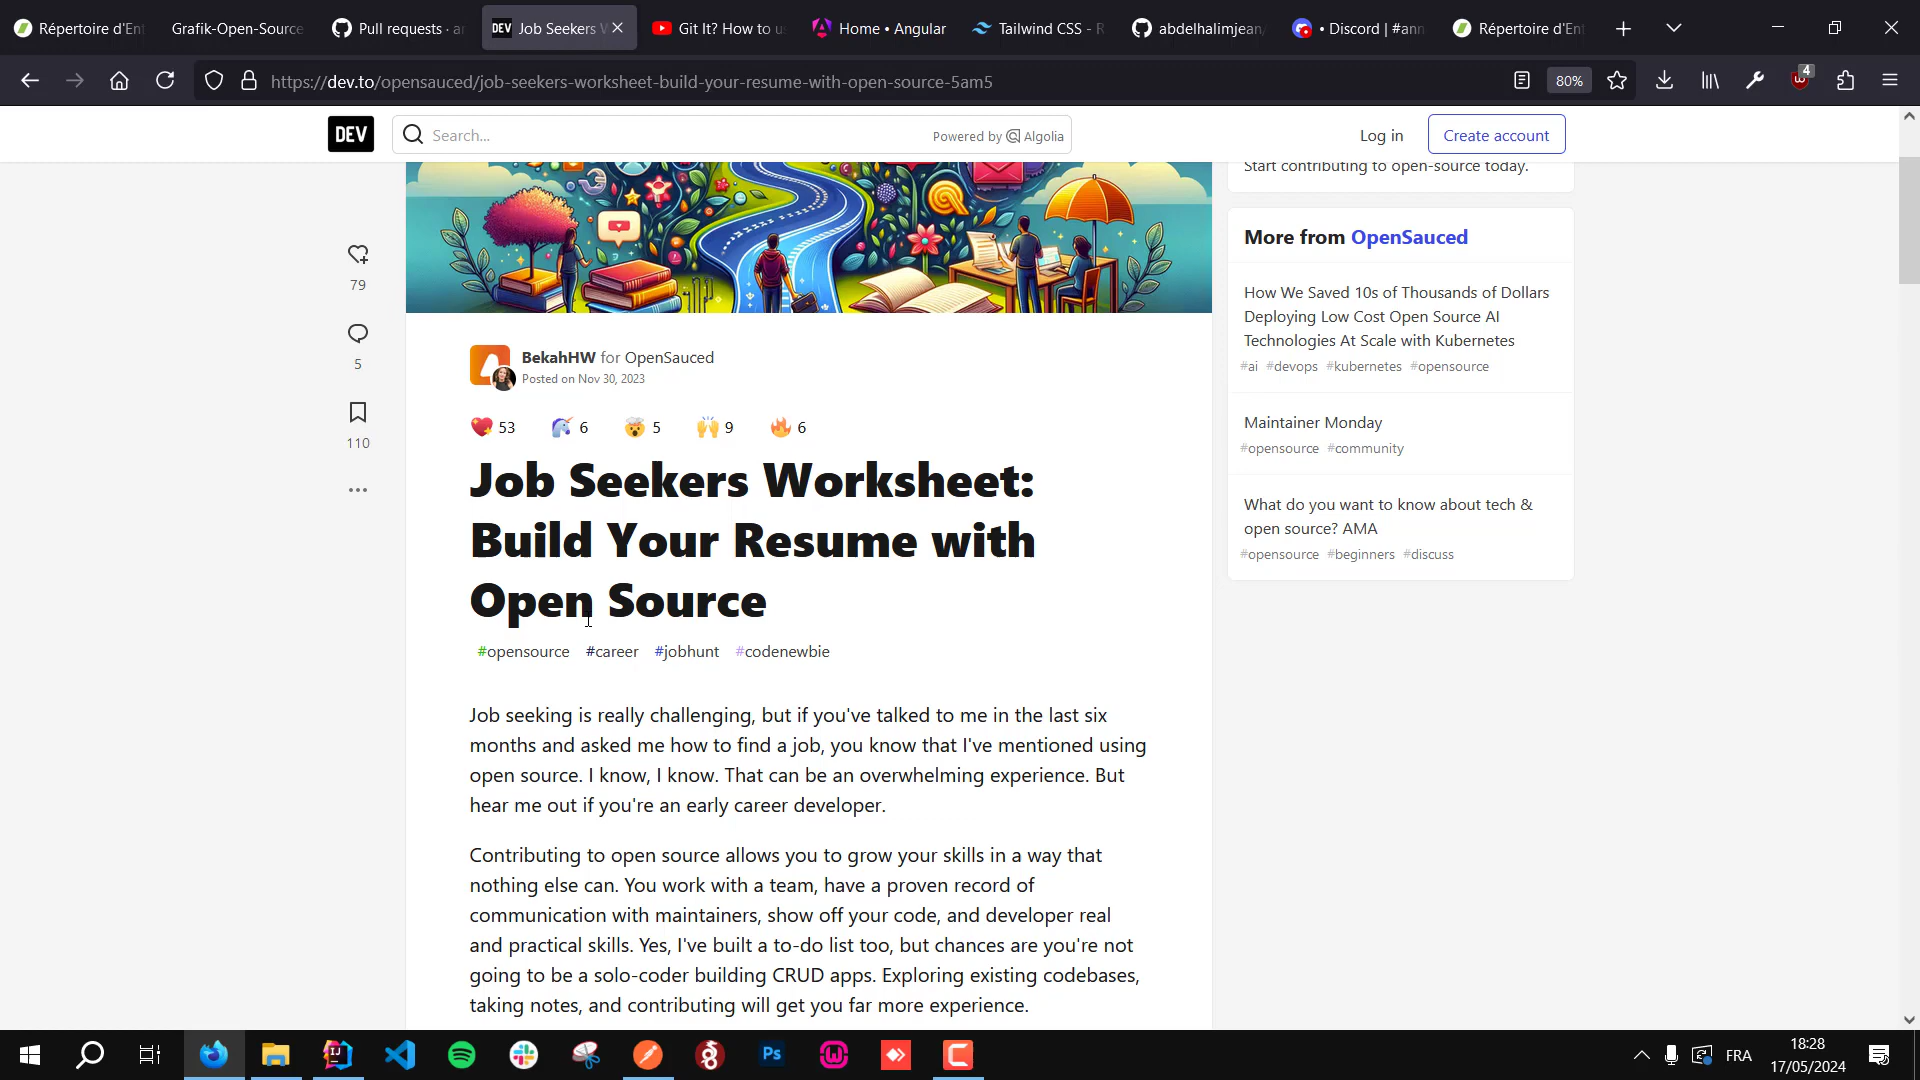 Répertoire d'En
Grafik-Open-Source
Pull requests · ar
DEV Job Seekers W
Git It? How to us
Home • Angular
Tailwind CSS - R
abdelhalimjean/
• Discord | #ann
Répertoire d'En
https://dev.to/opensauced/job-seekers-worksheet-build-your-resume-with-open-source-5am5
80%
4
DEV
Search...
Powered by Algolia
Log in
Create account
Start contributing to open-source today.
79
5
110
BekahHW for OpenSauced
Posted on Nov 30, 2023
53 6 5 9 6
Job Seekers Worksheet:
Build Your Resume with
Open Source
#opensource #career #jobhunt #codenewbie
Job seeking is really challenging, but if you've talked to me in the last six
months and asked me how to find a job, you know that I've mentioned using
open source. I know, I know. That can be an overwhelming experience. But
hear me out if you're an early career developer.
Contributing to open source allows you to grow your skills in a way that
nothing else can. You work with a team, have a proven record of
communication with maintainers, show off your code, and developer real
and practical skills. Yes, I've built a to-do list too, but chances are you're not
going to be a solo-coder building CRUD apps. Exploring existing codebases,
taking notes, and contributing will get you far more experience.
More from OpenSauced
How We Saved 10s of Thousands of Dollars
Deploying Low Cost Open Source AI
Technologies At Scale with Kubernetes
#ai #devops #kubernetes #opensource
Maintainer Monday
#opensource #community
What do you want to know about tech &
open source? AMA
#opensource #beginners #discuss
FRA
18:28
17/05/2024